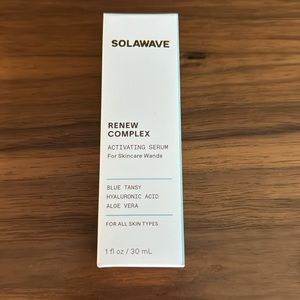 SOLAWAVE
RENEW
COMPLEX
ACTIVATING SERUM
For Skincare Wands
BLUE TANSY
HYALURONIC ACID
ALOE VERA
FOR ALL SKIN TYPES
1 fl oz / 30 mL